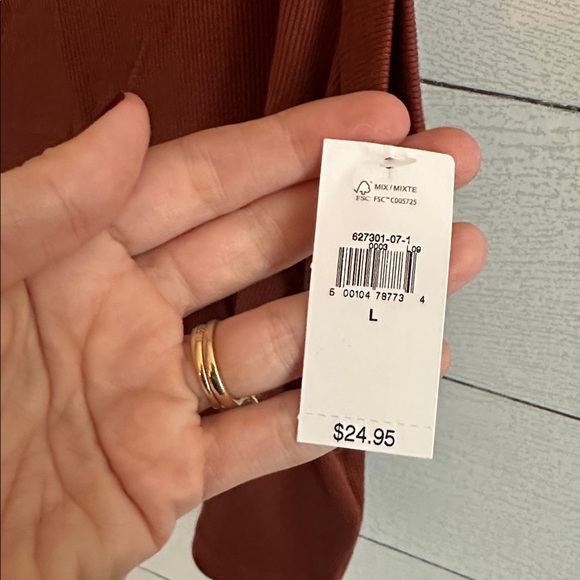 MIX / MIXTE
FSC FSC™ C005725
627301-07-1
0003 L09
5 00104 78773 4
L
$24.95